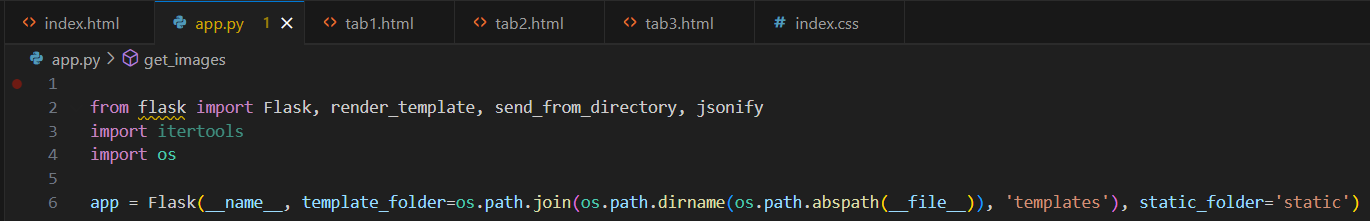 index.html app.py 1 tab1.html tab2.html tab3.html # index.css
app.py > get_images
1
2 from flask import Flask, render_template, send_from_directory, jsonify
3 import itertools
4 import os
5
6 app = Flask(__name__, template_folder=os.path.join(os.path.dirname(os.path.abspath(__file__)), 'templates'), static_folder='static')